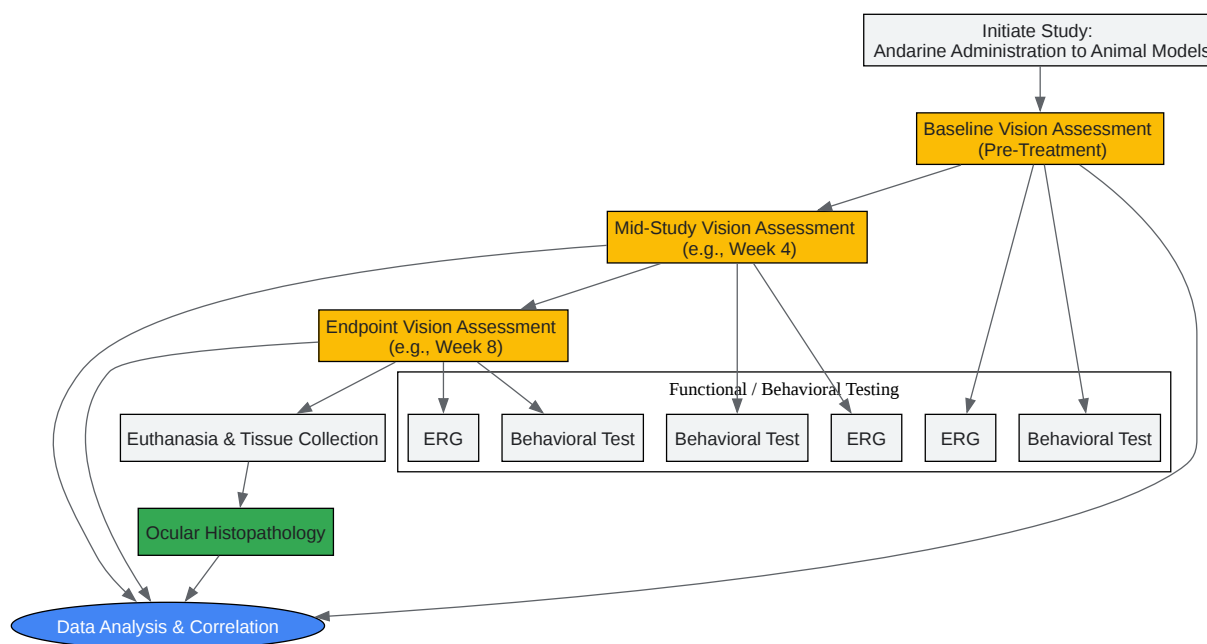 Initiate Study:
Andarine Administration to Animal Models
Baseline Vision Assessment
(Pre-Treatment)
Mid-Study Vision Assessment
(e.g., Week 4)
Endpoint Vision Assessment
(e.g., Week 8)
Functional / Behavioral Testing
Euthanasia & Tissue Collection
ERG
Behavioral Test
Behavioral Test
ERG
ERG
Behavioral Test
Ocular Histopathology
Data Analysis & Correlation